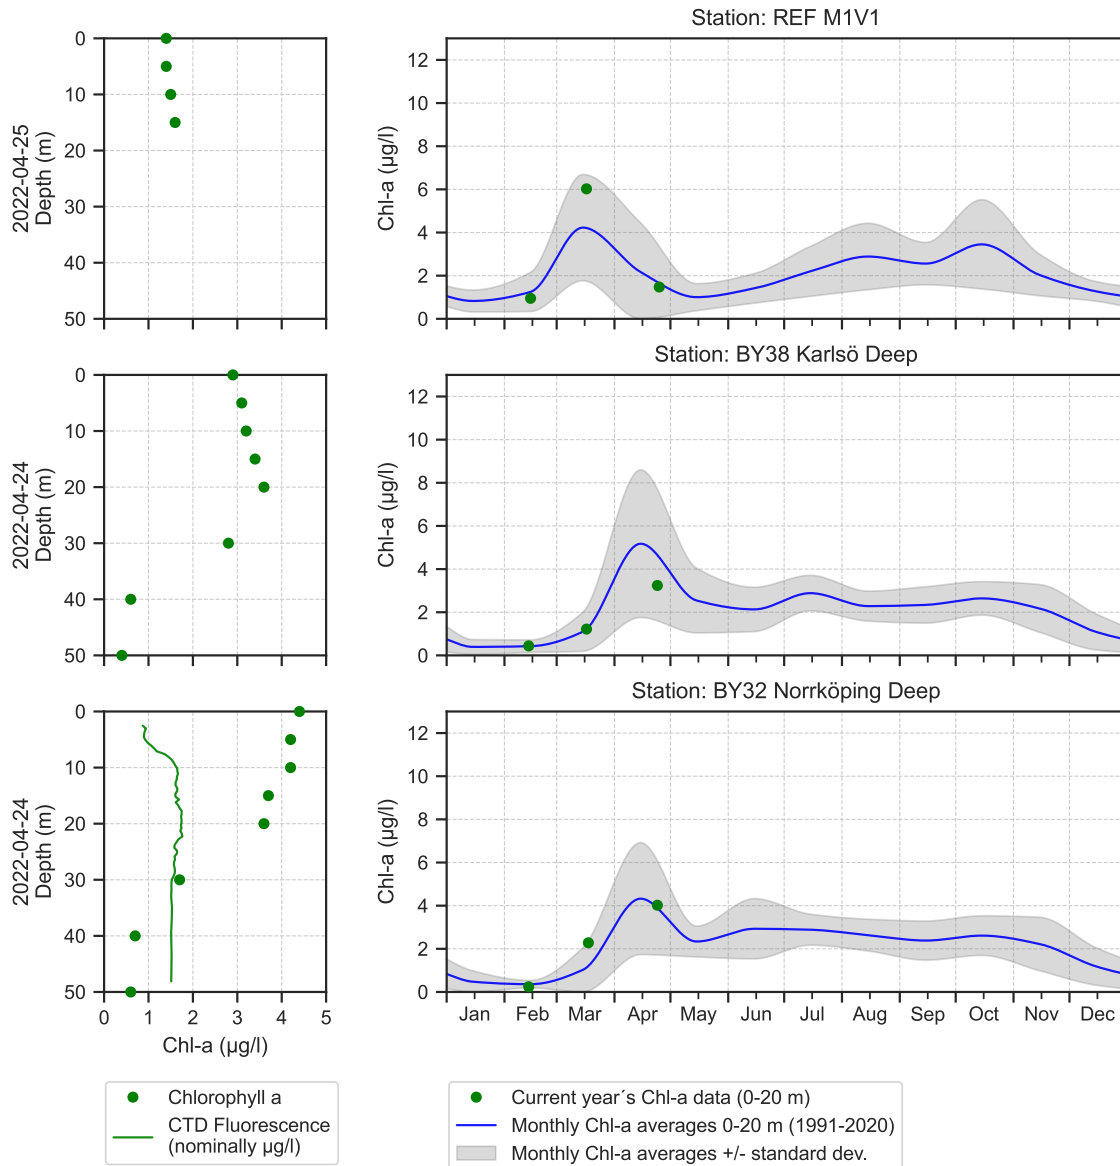 Station: REF M1V1
0
10
20
30
40
50
2022-04-25
Depth (m)
12
10
8
6
4
2
0
Chl-a (µg/l)
Station: BY38 Karlsö Deep
0
10
20
30
40
50
2022-04-24
Depth (m)
12
10
8
6
4
2
0
Chl-a (µg/l)
Station: BY32 Norrköping Deep
0
10
20
30
40
50
2022-04-24
Depth (m)
0 1 2 3 4 5
Chl-a (µg/l)
12
10
8
6
4
2
0
Chl-a (µg/l)
Jan Feb Mar Apr May Jun Jul Aug Sep Oct Nov Dec
Chlorophyll a
CTD Fluorescence
(nominally µg/l)
Current year´s Chl-a data (0-20 m)
Monthly Chl-a averages 0-20 m (1991-2020)
Monthly Chl-a averages +/- standard dev.